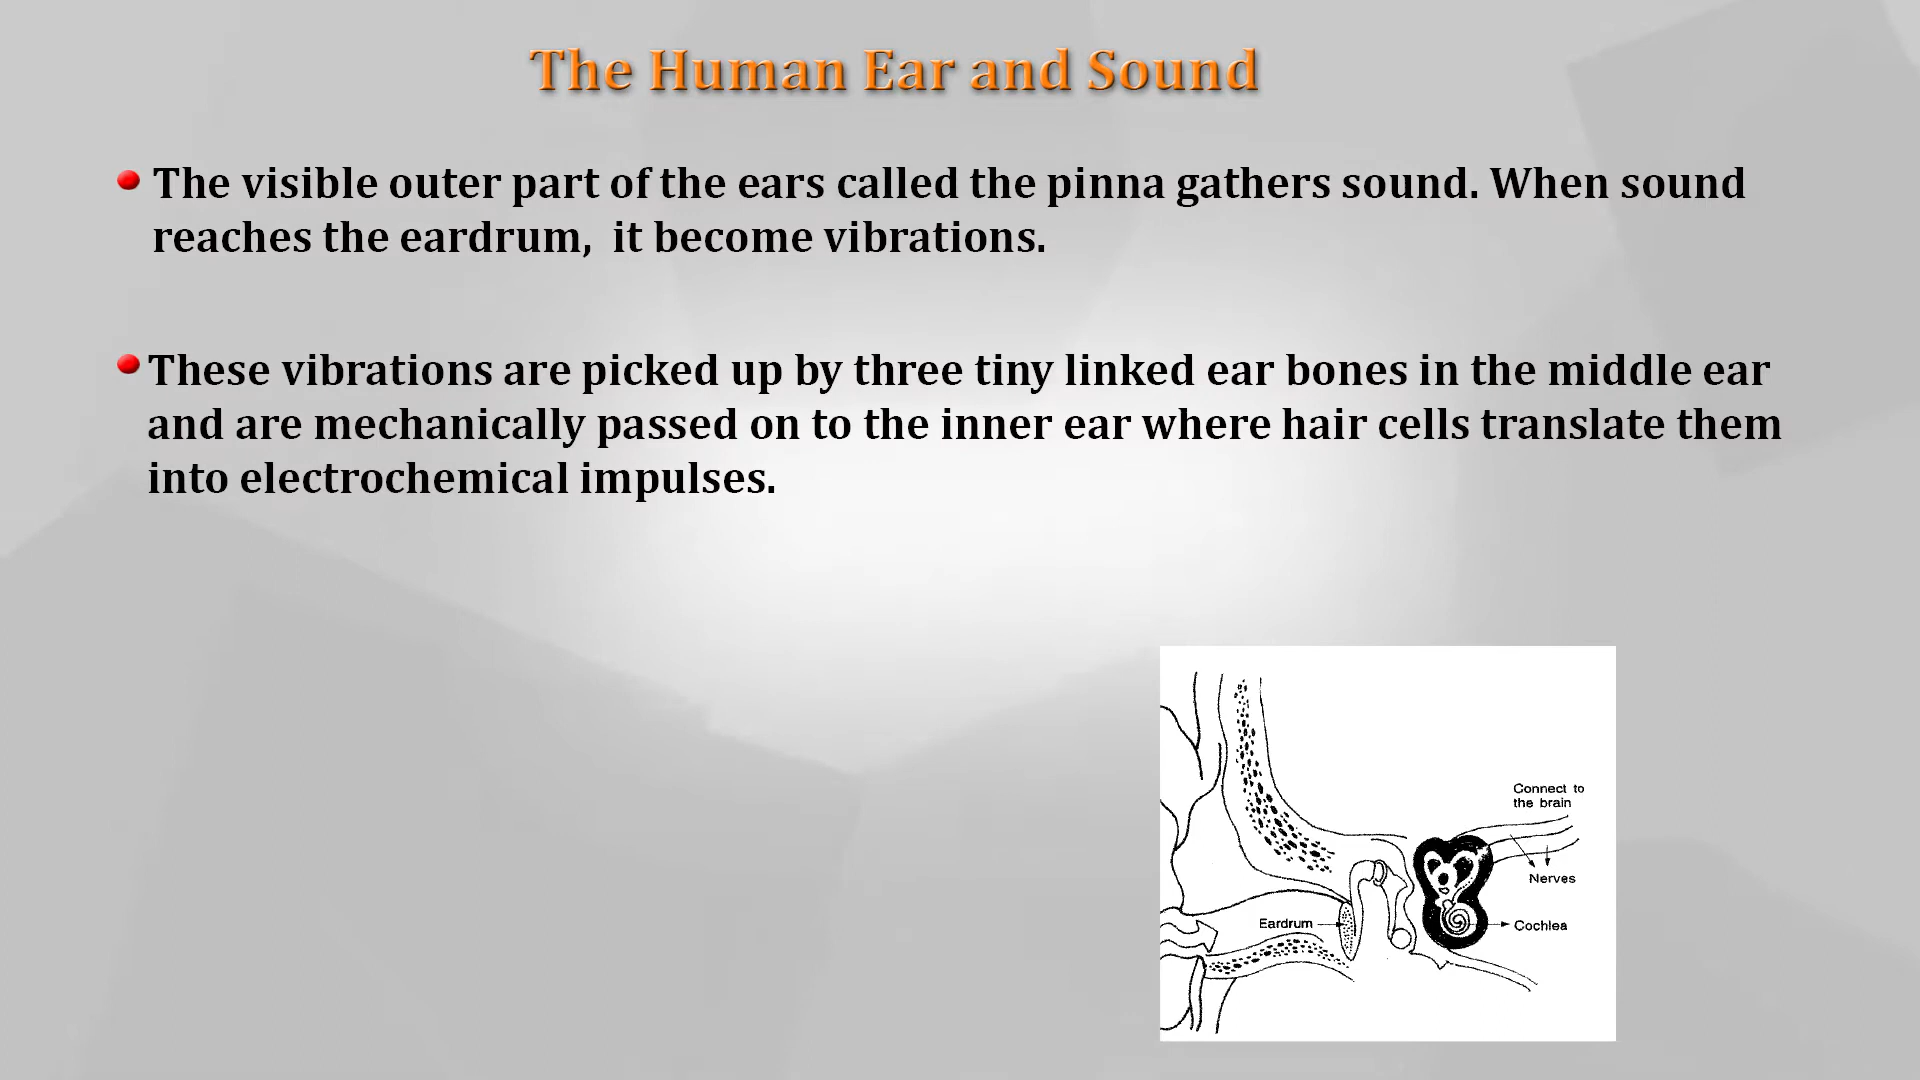 The Human Ear and Sound
The visible outer part of the ears called the pinna gathers sound. When sound
reaches the eardrum,  it become vibrations.
These vibrations are picked up by three tiny linked ear bones in the middle ear
and are mechanically passed on to the inner ear where hair cells translate them
into electrochemical impulses.
Connect to
the brain
Nerves
Eardrum
Cochlea